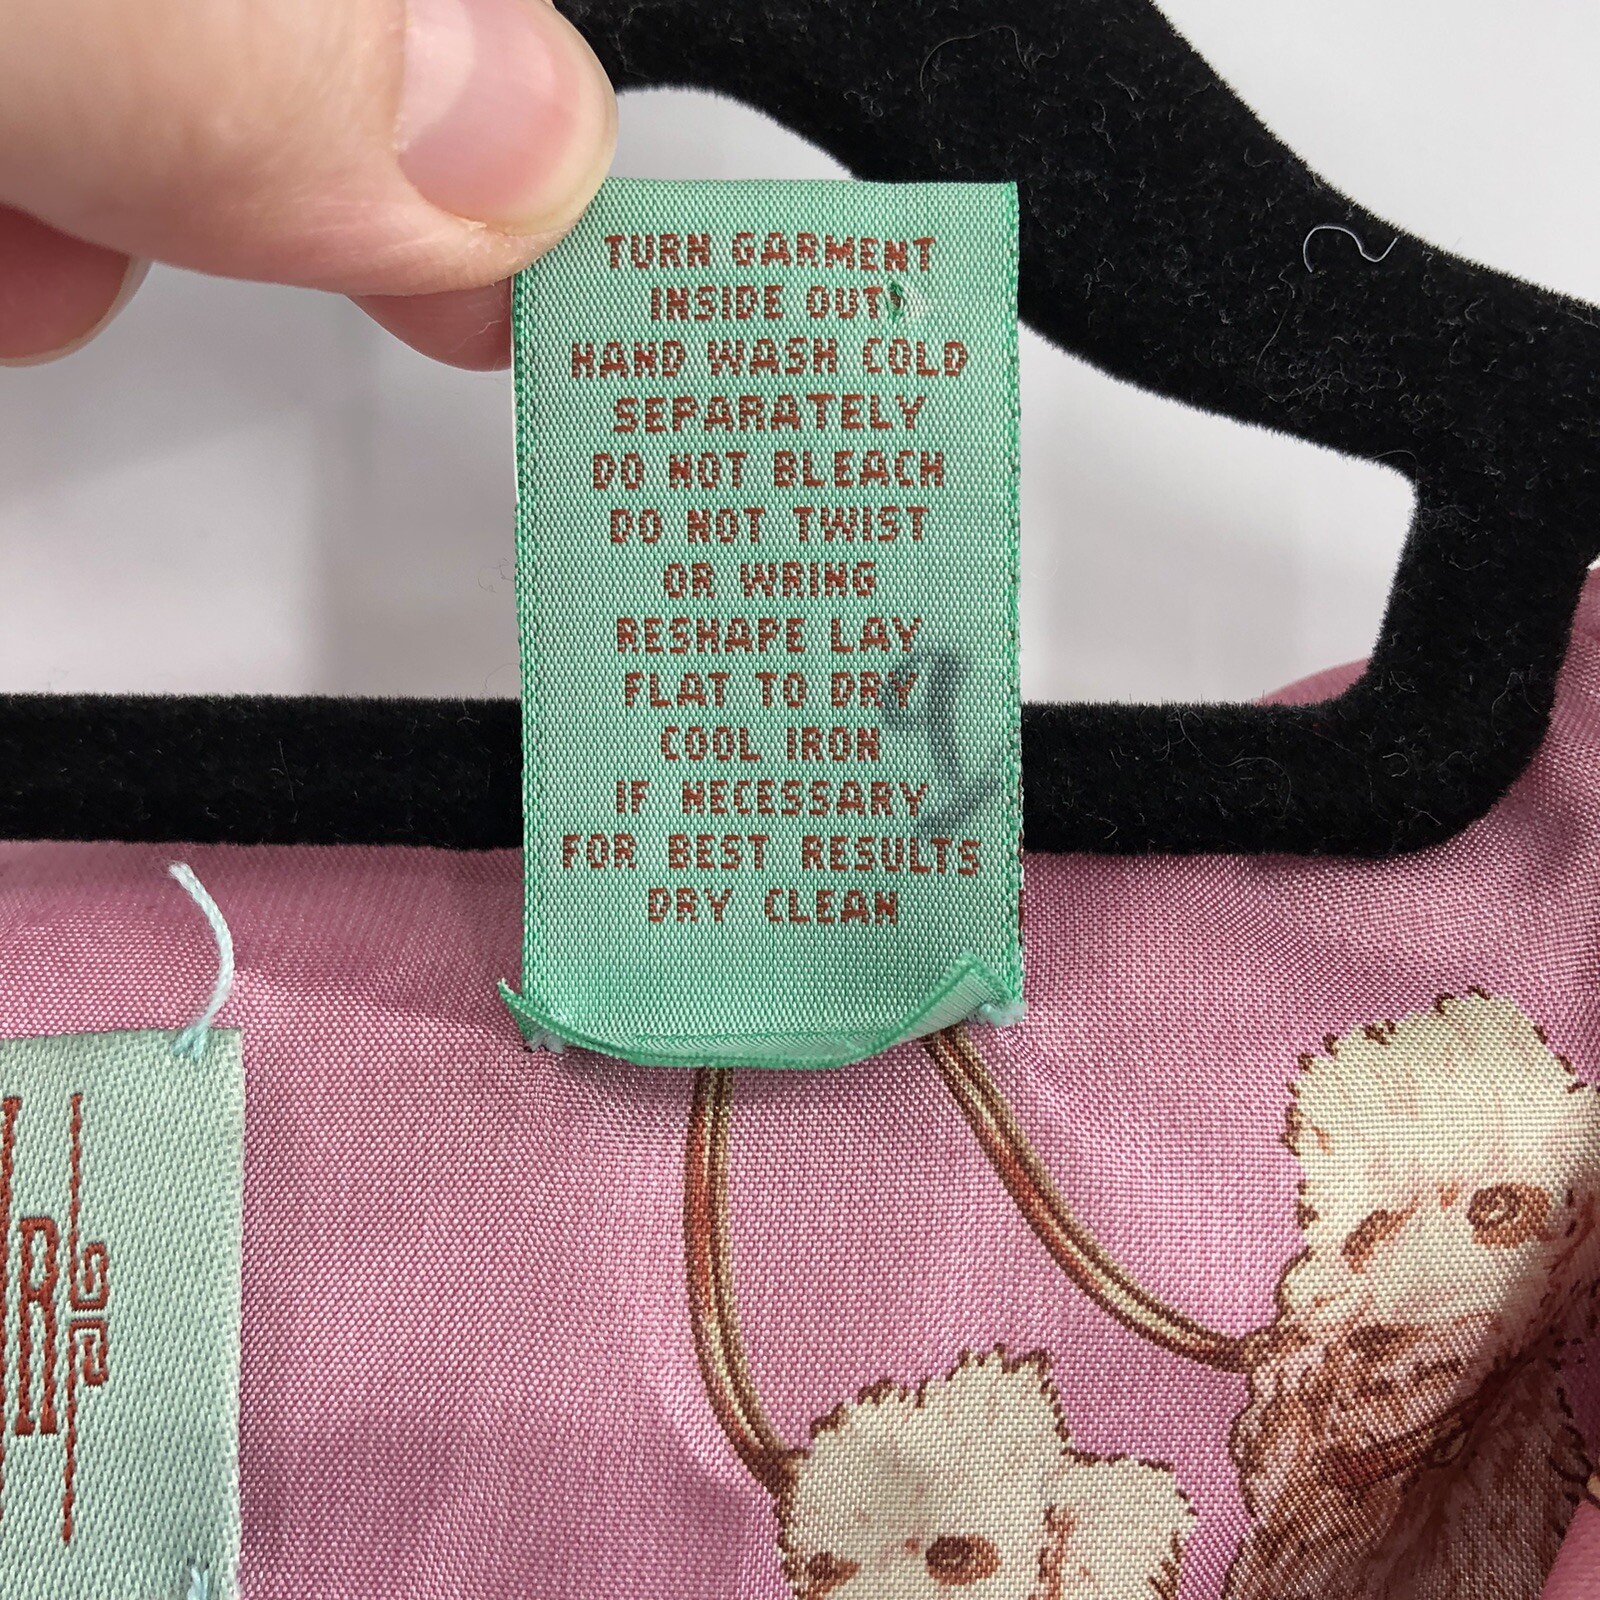 TURN GARMENT
INSIDE OUT
HAND WASH COLD
SEPARATELY
DO NOT BLEACH
DO NOT TWIST
OR WRING
RESHAPE LAY
FLAT TO DRY
COOL IRON
IF NECESSARY
FOR BEST RESULTS
DRY CLEAN